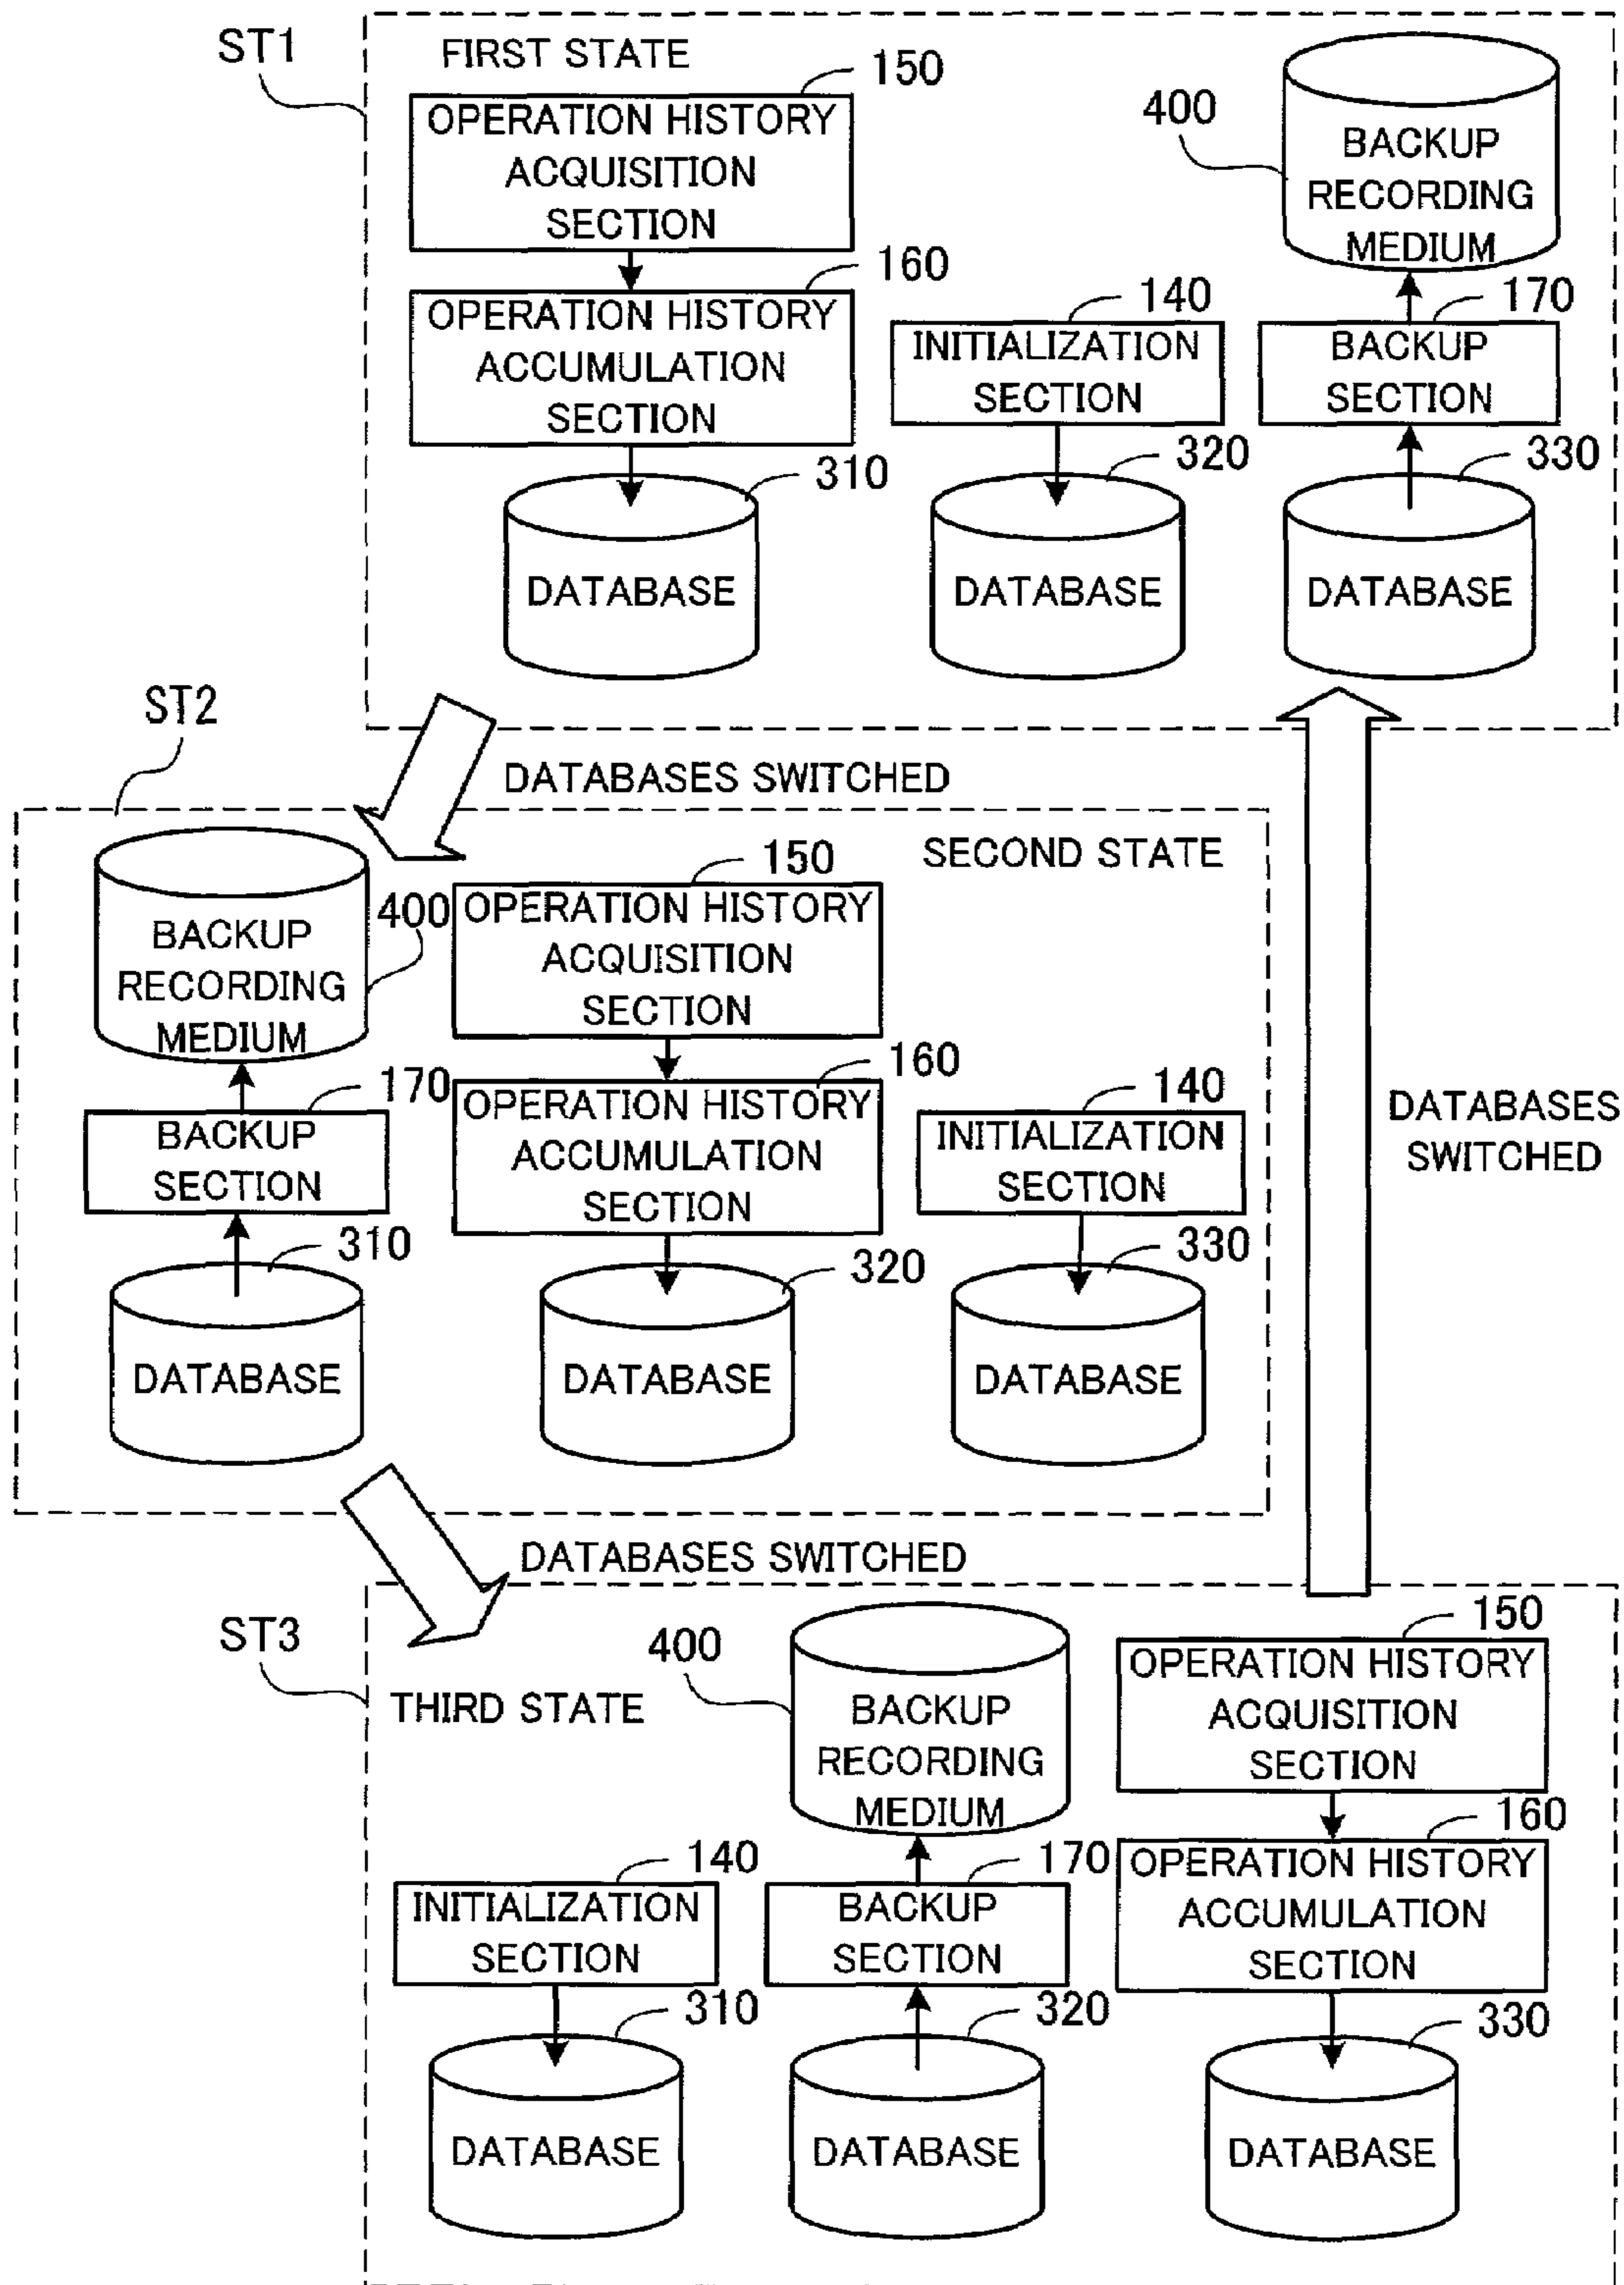 ST1
FIRST STATE
150
OPERATION HISTORY
ACQUISITION
SECTION
160
OPERATION HISTORY
ACCUMULATION
SECTION
310
DATABASE
140
INITIALIZATION
SECTION
320
DATABASE
400
BACKUP
RECORDING
MEDIUM
170
BACKUP
SECTION
330
DATABASE
DATABASES SWITCHED
ST2
SECOND STATE
BACKUP
RECORDING
MEDIUM
400
170
BACKUP
SECTION
310
DATABASE
150
OPERATION HISTORY
ACQUISITION
SECTION
160
OPERATION HISTORY
ACCUMULATION
SECTION
320
DATABASE
140
INITIALIZATION
SECTION
330
DATABASE
DATABASES
SWITCHED
DATABASES SWITCHED
ST3
THIRD STATE
140
INITIALIZATION
SECTION
310
DATABASE
400
BACKUP
RECORDING
MEDIUM
170
BACKUP
SECTION
320
DATABASE
150
OPERATION HISTORY
ACQUISITION
SECTION
160
OPERATION HISTORY
ACCUMULATION
SECTION
330
DATABASE